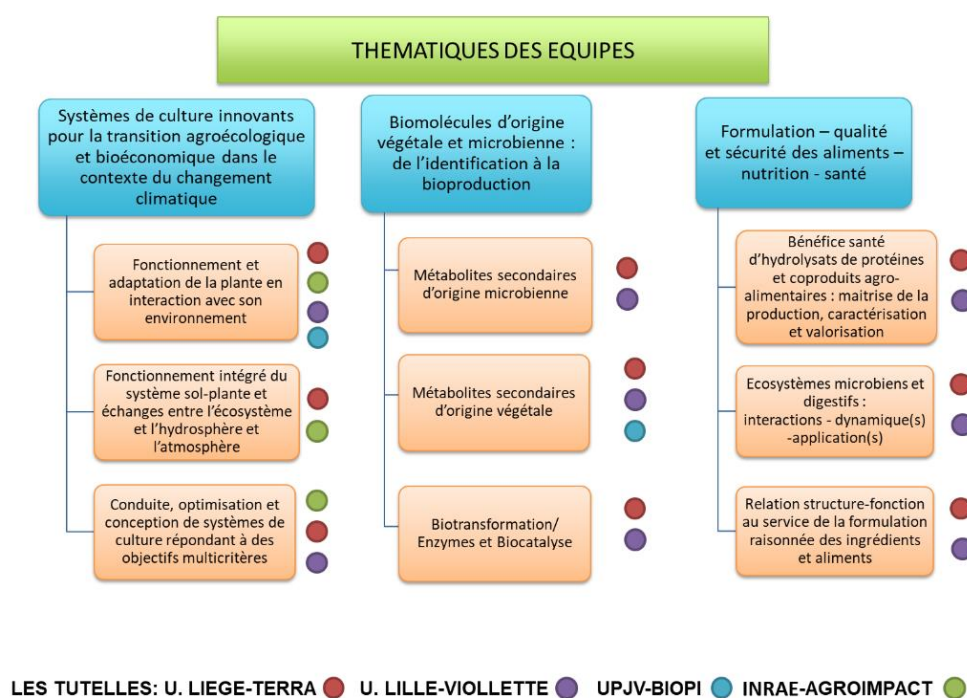 THEMATIQUES DES EQUIPES
Systèmes de culture innovants
pour la transition agroécologique
et bioéconomique dans le
contexte du changement
climatique
Fonctionnement et
adaptation de la plante en
interaction avec son
environnement
Fonctionnement intégré du
système sol-plante et
échanges entre l'écosystème
et l'hydrosphère et
l'atmosphère
Conduite, optimisation et
conception de systèmes de
culture répondant à des
objectifs multicritères
Biomolécules d'origine
végétale et microbienne :
de l'identification à la
bioproduction
Métabolites secondaires
d'origine microbienne
Métabolites secondaires
d'origine végétale
Biotransformation/
Enzymes et Biocatalyse
Formulation – qualité
et sécurité des aliments –
nutrition - santé
Bénéfice santé
d'hydrolysats de protéines
et coproduits agro-
alimentaires : maitrise de la
production, caractérisation
et valorisation
Ecosystèmes microbiens et
digestifs :
interactions - dynamique(s)
-application(s)
Relation structure-fonction
au service de la formulation
raisonnée des ingrédients
et aliments
LES TUTELLES: U. LIEGE-TERRA U. LILLE-VIOLLETTE UPJV-BIOPI INRAE-AGROIMPACT